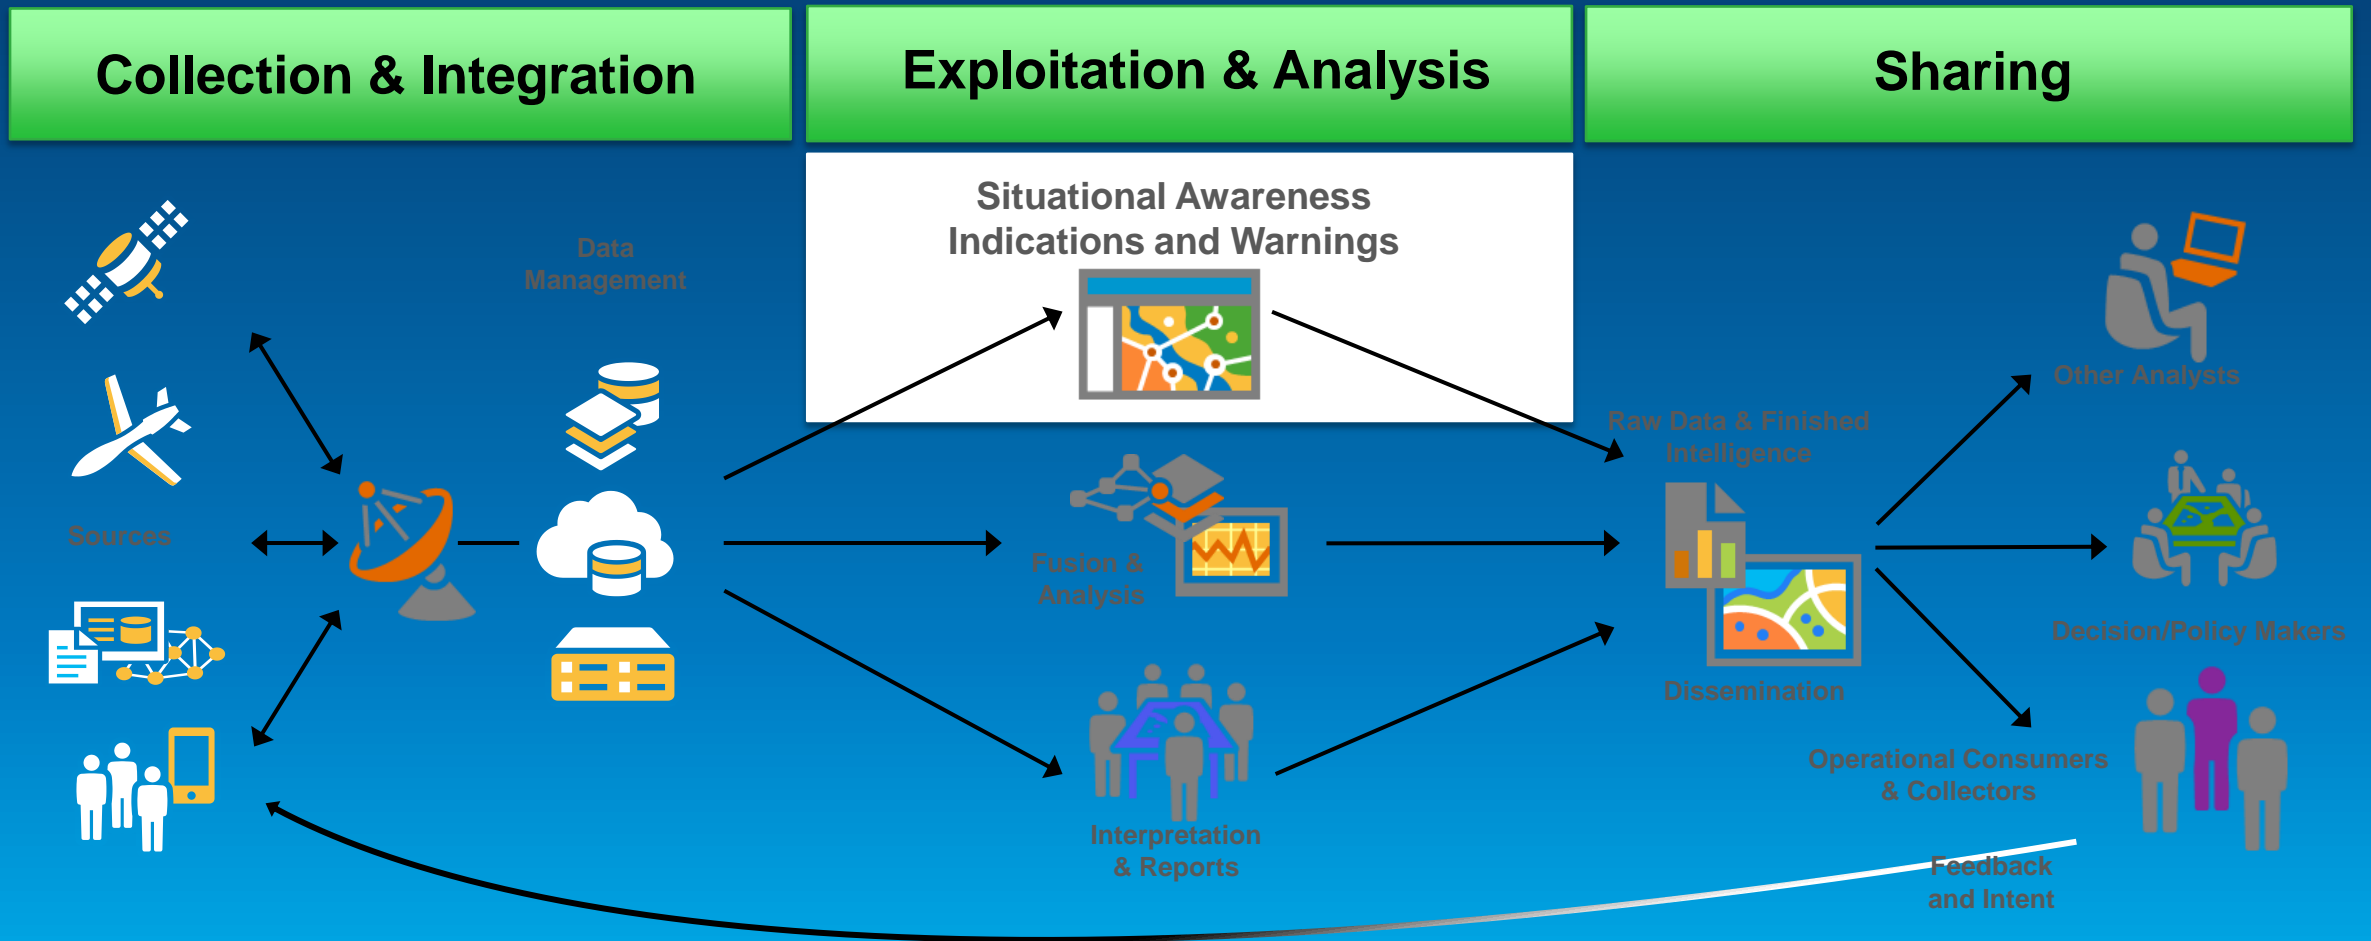 Collection & Integration
Exploitation & Analysis
Sharing
Situational Awareness
Indications and Warnings
Data
Management
Sources
Fusion &
Analysis
Interpretation
& Reports
Raw Data & Finished
Intelligence
Dissemination
Other Analysts
Decision/Policy Makers
Operational Consumers
& Collectors
Feedback
and Intent